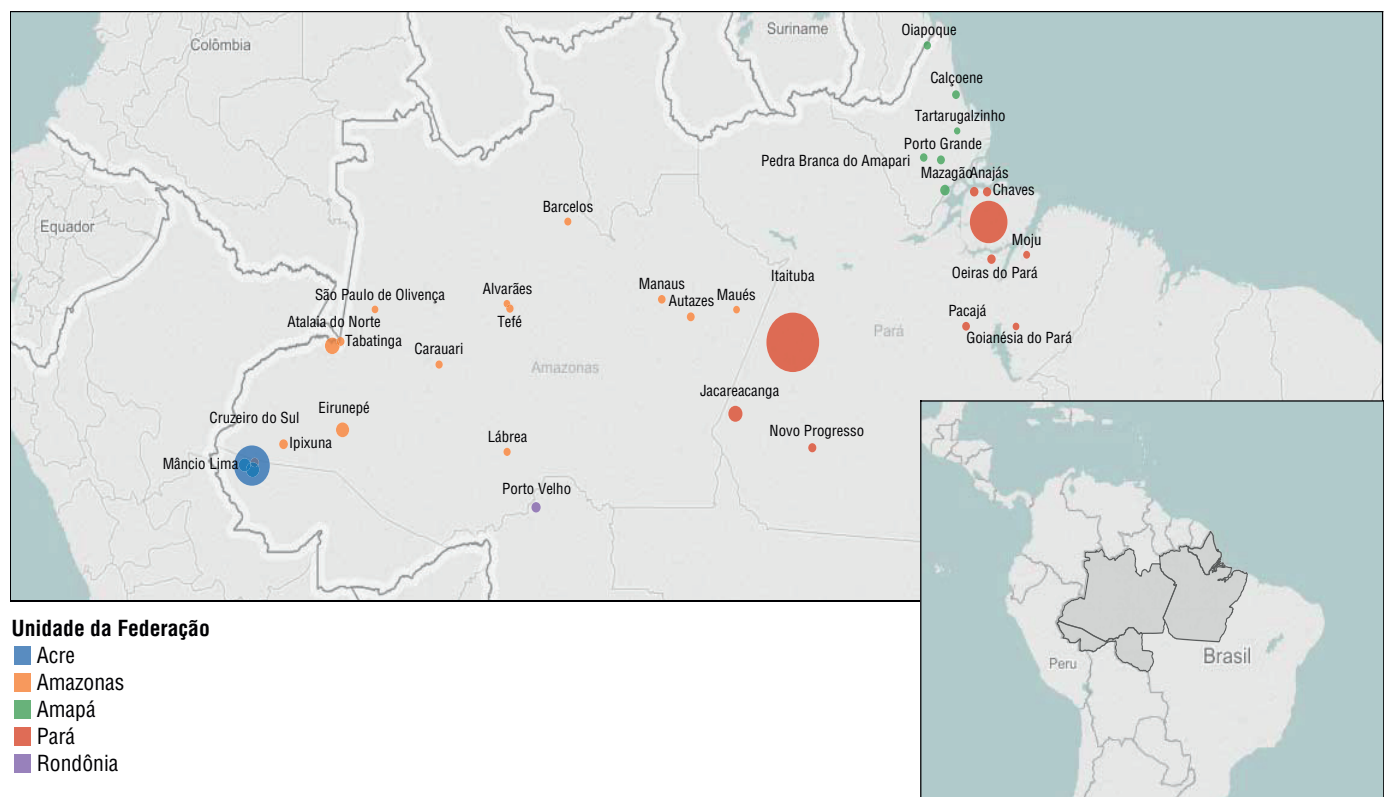 Colômbia
Suriname
Oiapoque
Calçoene
Tartarugalzinho
Porto Grande
Pedra Branca do Amapari
Mazagão
Anajás
Chaves
Barcelos
Equador
Moju
Oeiras do Pará
Itaituba
Manaus
Autazes
Maués
Alvarães
Tefé
São Paulo de Olivença
Atalaia do Norte
Tabatinga
Carauari
Pará
Pacajá
Goianésia do Pará
Amazonas
Jacareacanga
Cruzeiro do Sul
Eirunepé
Ipixuna
Lábrea
Novo Progresso
Mâncio Lima
Porto Velho
Unidade da Federação
Acre
Amazonas
Amapá
Pará
Rondônia
Brasil
Peru